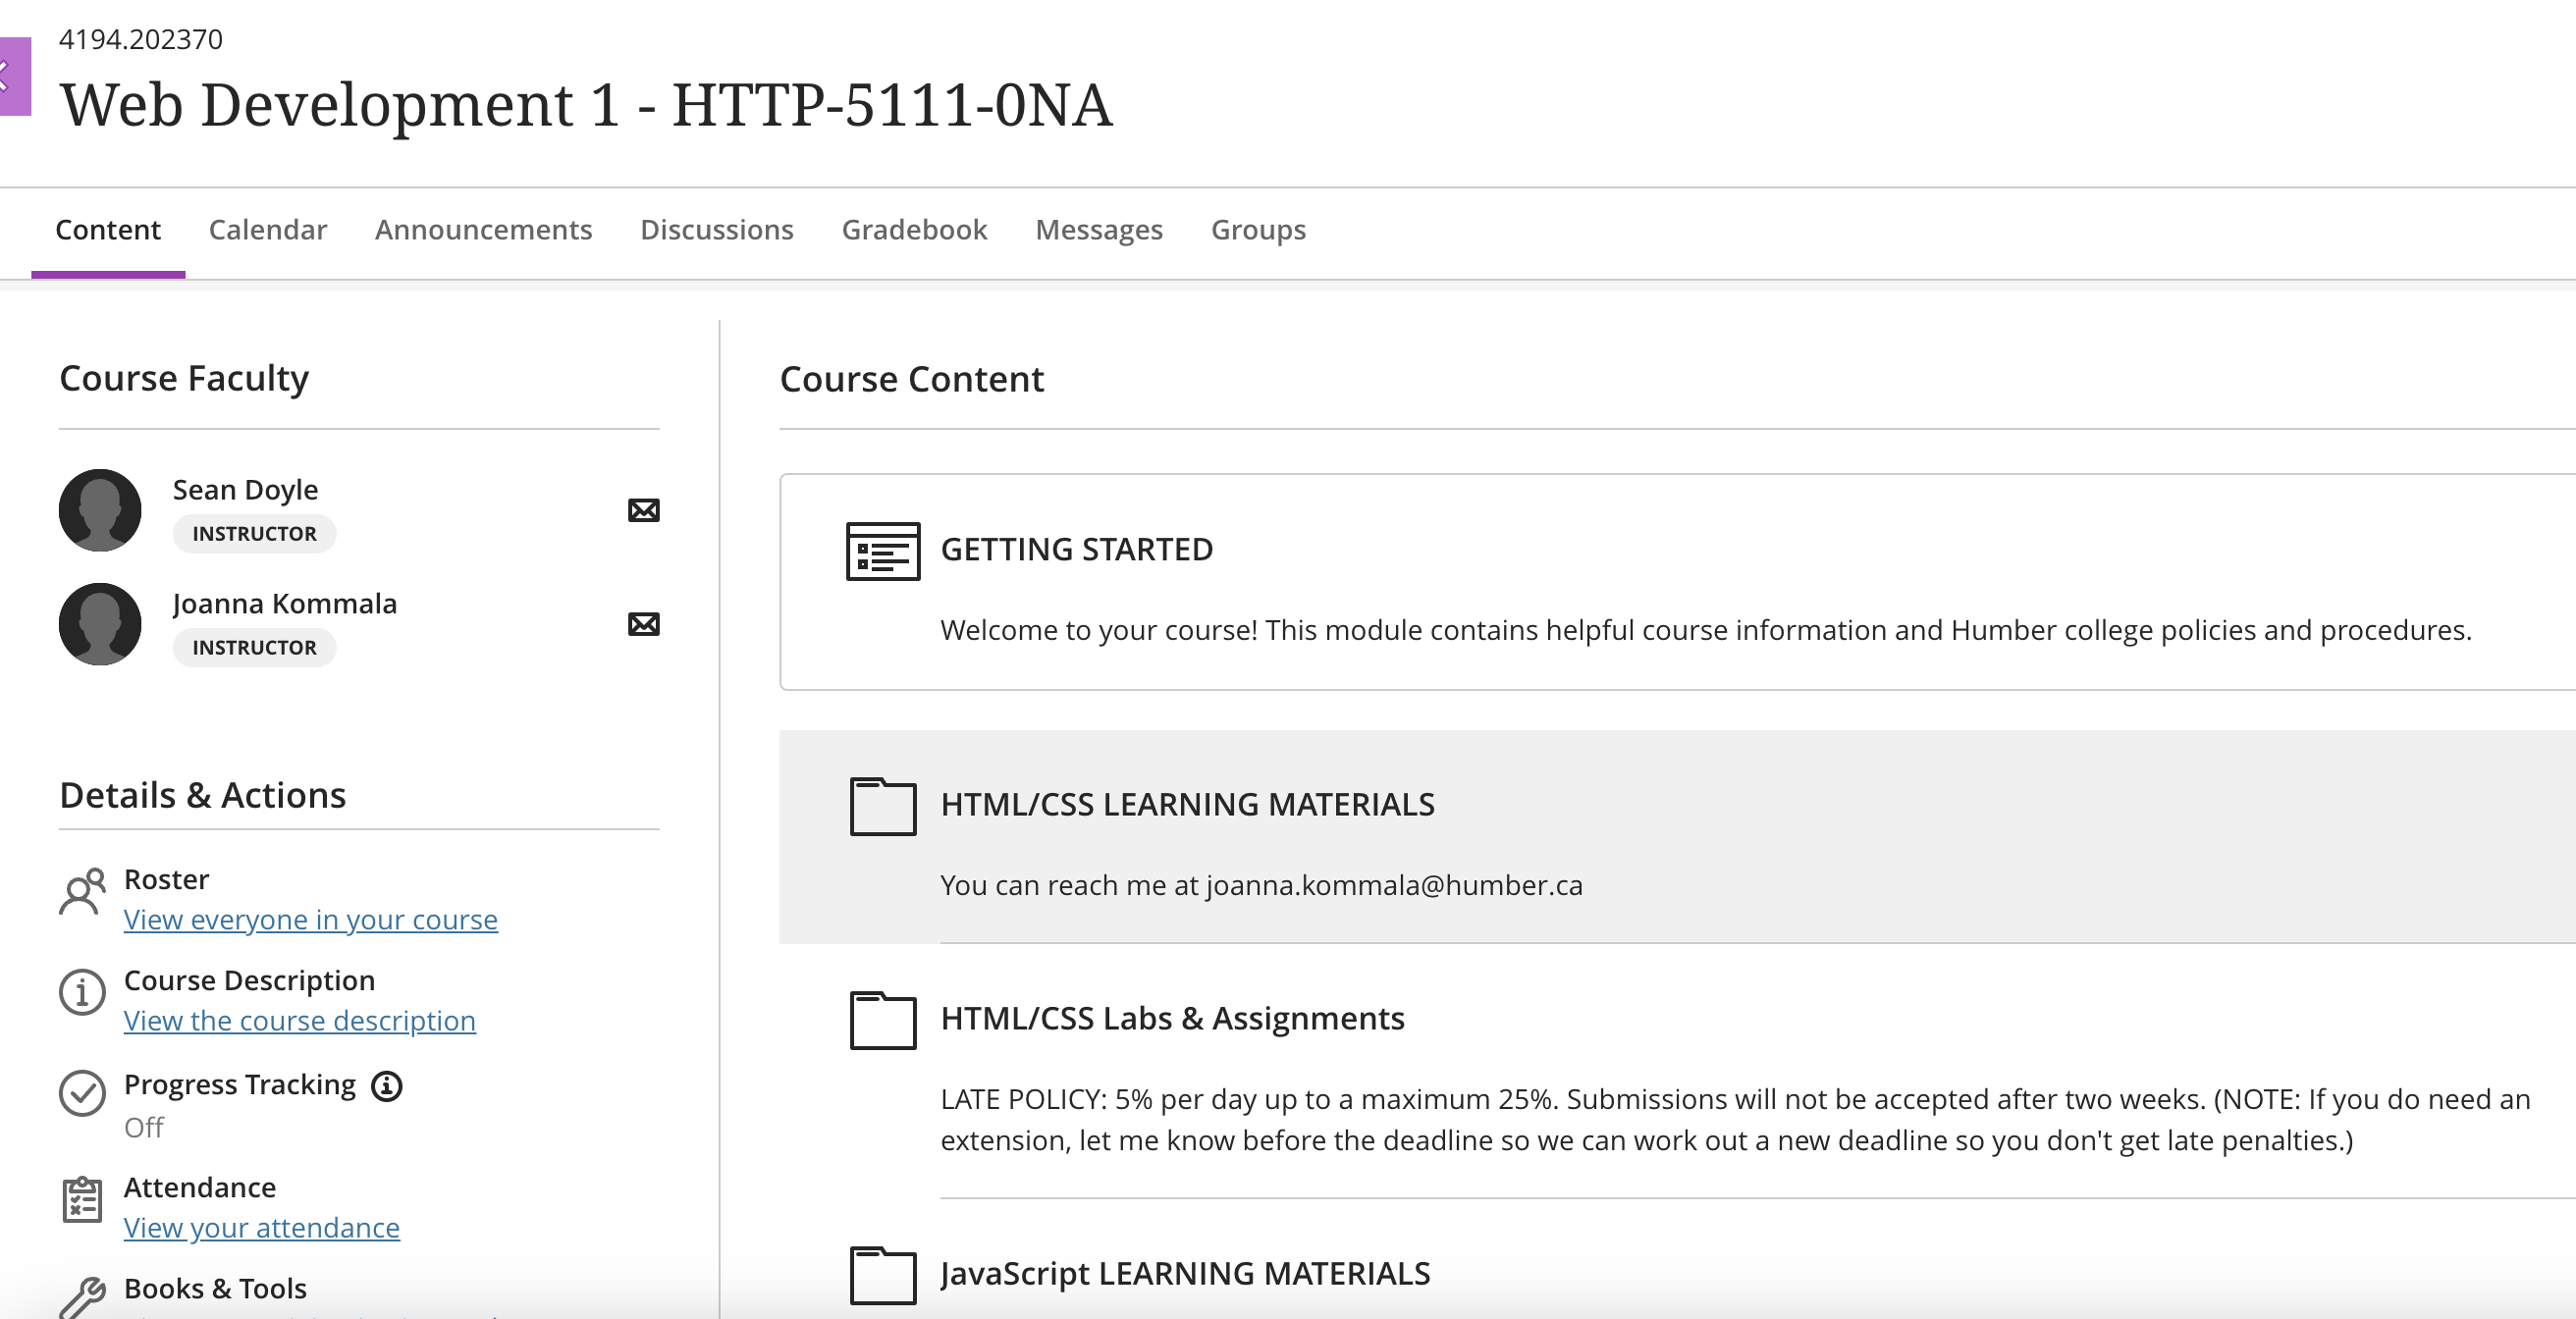 4194.202370
Web Development 1 - HTTP-5111-0NA
Content Calendar Announcements Discussions Gradebook Messages Groups
Course Faculty
Sean Doyle
INSTRUCTOR
Joanna Kommala
INSTRUCTOR
Details & Actions
Roster
View everyone in your course
Course Description
View the course description
Progress Tracking
Off
Attendance
View your attendance
Books & Tools
Course Content
GETTING STARTED
Welcome to your course! This module contains helpful course information and Humber college policies and procedures.
HTML/CSS LEARNING MATERIALS
You can reach me at joanna.kommala@humber.ca
HTML/CSS Labs & Assignments
LATE POLICY: 5% per day up to a maximum 25%. Submissions will not be accepted after two weeks. (NOTE: If you do need an
extension, let me know before the deadline so we can work out a new deadline so you don't get late penalties.)
JavaScript LEARNING MATERIALS